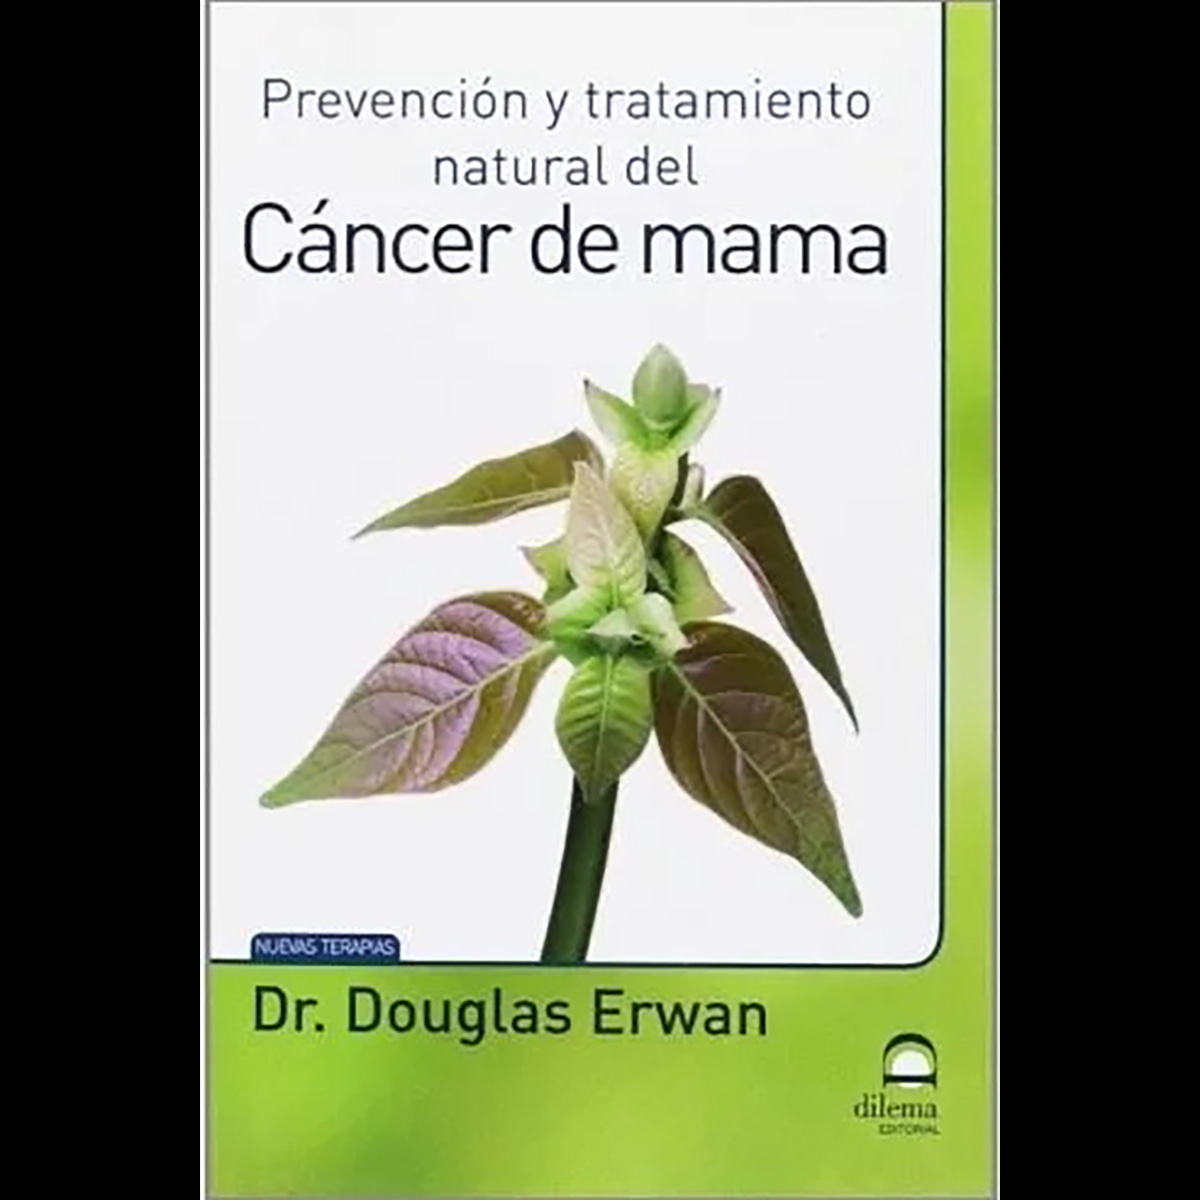 Prevención y tratamiento
natural del
Cáncer de mama
NUEVAS TERAPIAS
Dr. Douglas Erwan
dilema
EDITORIAL